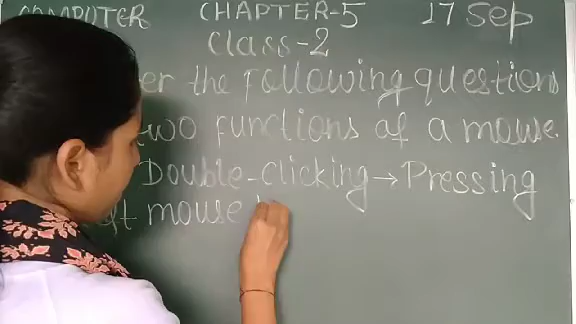 COMPUTER CHAPTER-5 17 Sep
Class-2
er the following questions
two functions of a mouse.
Double-clicking → Pressing
ft mouse